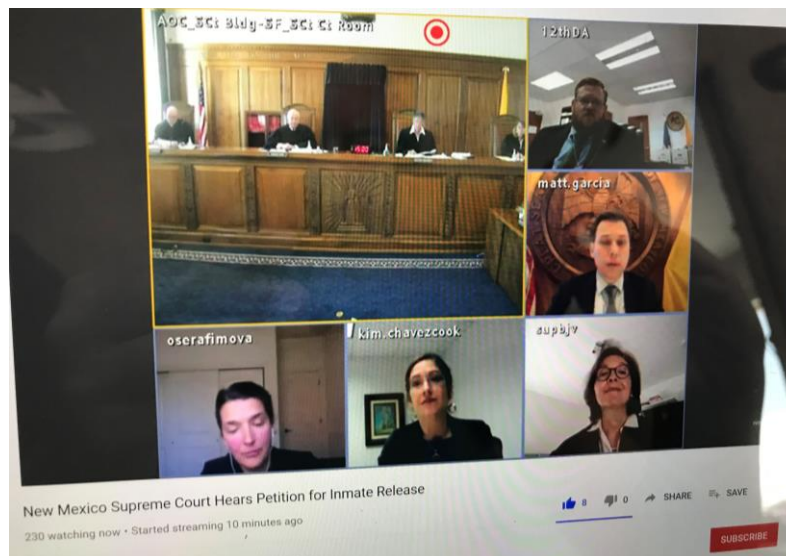 AOC_SCt Bldg-SF_SCt Ct Room
12thDA
matt.garcia
oserafimova
kim.chavezcook
supbjv
New Mexico Supreme Court Hears Petition for Inmate Release
8
0
SHARE
SAVE
230 watching now • Started streaming 10 minutes ago
SUBSCRIBE